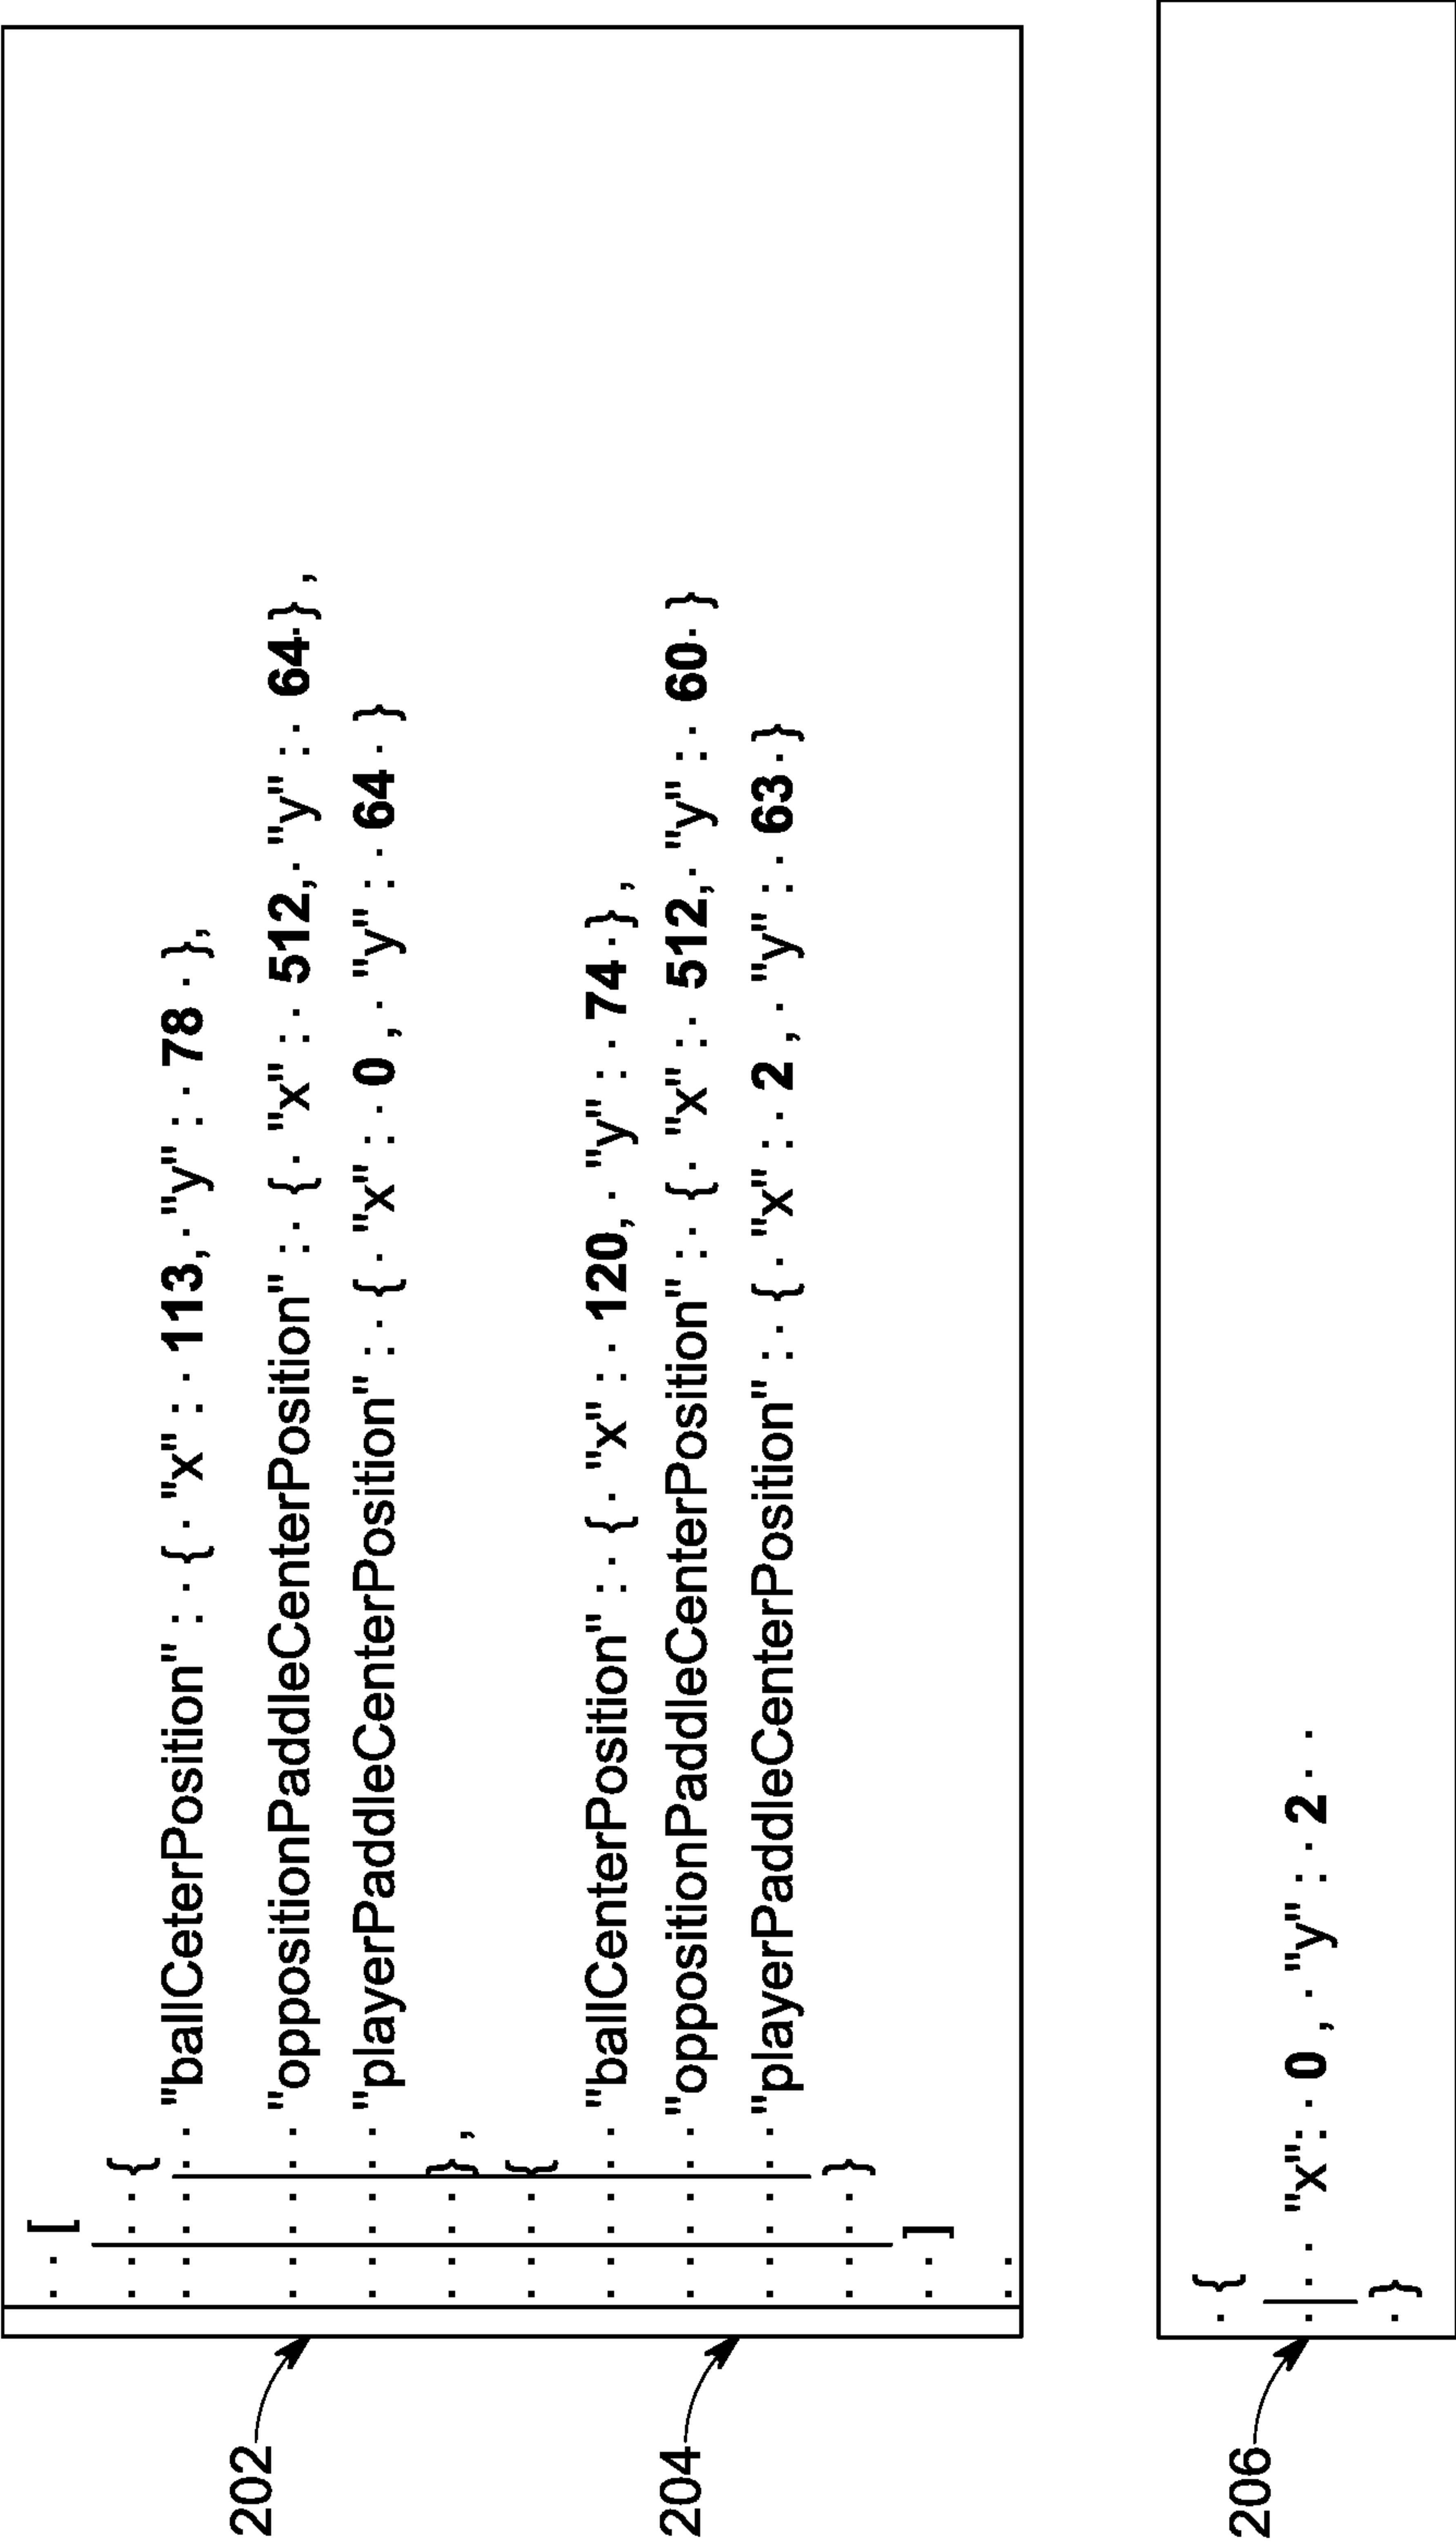 [
{
"ballCeterPosition": { "x": 113, "y": 78 },
"oppositionPaddleCenterPosition": { "x": 512, "y": 64 },
"playerPaddleCenterPosition": { "x": 0, "y": 64 }
},
{
"ballCenterPosition": { "x": 120, "y": 74 },
"oppositionPaddleCenterPosition": { "x": 512, "y": 60 }
"playerPaddleCenterPosition": { "x": 2, "y": 63 }
}
]
202
204
{
"x": 0, "y": 2
}
206